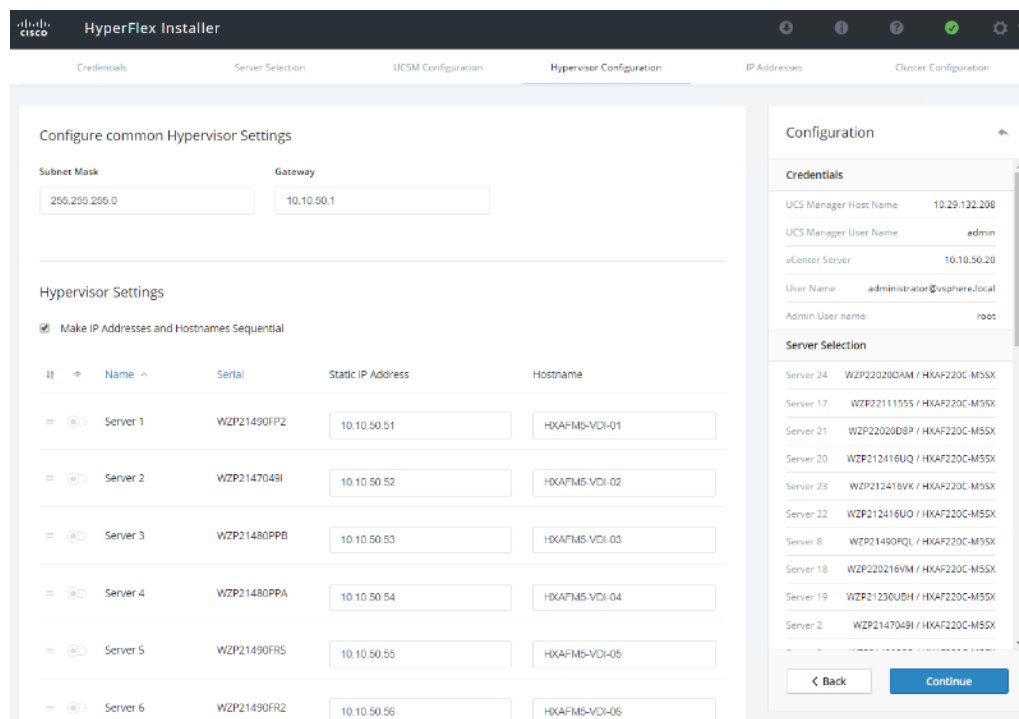 cisco HyperFlex Installer
Credentials Server Selection UCSM Configuration Hypervisor Configuration IP Addresses Cluster Configuration
Configure common Hypervisor Settings
Subnet Mask Gateway
255.255.255.0 10.10.50.1
Hypervisor Settings
Make IP Addresses and Hostnames Sequential
Name Serial Static IP Address Hostname
Server 1 WZP21490FP2 10.10.50.51 HXAFM5-VDI-01
Server 2 WZP2147049I 10.10.50.52 HXAFM5-VDI-02
Server 3 WZP21480PPB 10.10.50.53 HXAFM5-VDI-03
Server 4 WZP21480PPA 10.10.50.54 HXAFM5-VDI-04
Server 5 WZP21490FRS 10.10.50.55 HXAFM5-VDI-05
Server 6 WZP21490FR2 10.10.50.56 HXAFM5-VDI-06
Configuration
Credentials
UCS Manager Host Name 10.29.132.208
UCS Manager User Name admin
vCenter Server 10.10.50.20
User Name administrator@vsphere.local
Admin User name root
Server Selection
Server 24 WZP22020DAM / HXAF220C-M5SX
Server 17 WZP2211155S / HXAF220C-M5SX
Server 21 WZP22020D8P / HXAF220C-M5SX
Server 20 WZP212416UQ / HXAF220C-M5SX
Server 23 WZP212416VK / HXAF220C-M5SX
Server 22 WZP212416UO / HXAF220C-M5SX
Server 8 WZP21490FQL / HXAF220C-M5SX
Server 18 WZP220216VM / HXAF220C-M5SX
Server 19 WZP21230UBH / HXAF220C-M5SX
Server 2 WZP2147049I / HXAF220C-M5SX
Back Continue